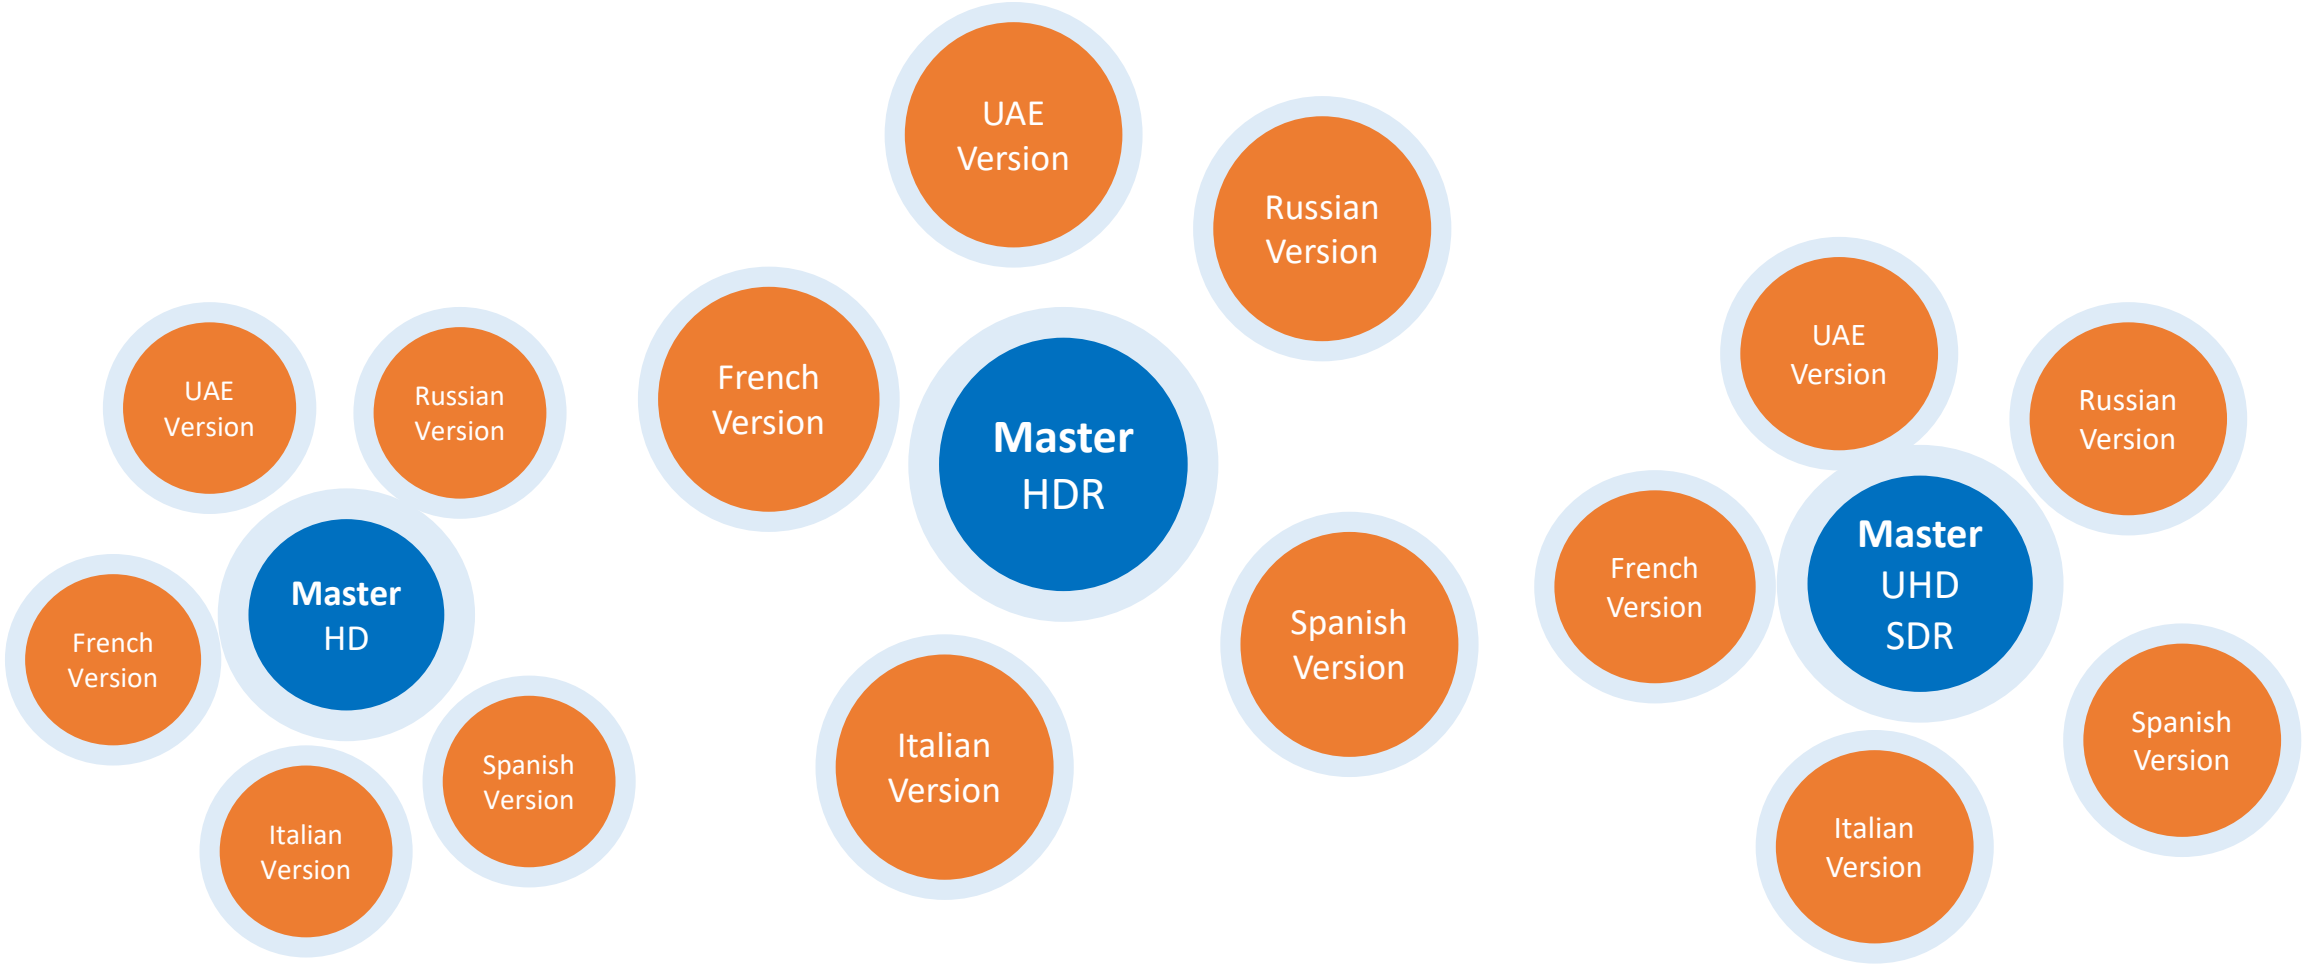 UAE
Version
Russian
Version
Master
HD
French
Version
Spanish
Version
Italian
Version
UAE
Version
Russian
Version
French
Version
Master
HDR
Spanish
Version
Italian
Version
UAE
Version
Russian
Version
French
Version
Master
UHD
SDR
Spanish
Version
Italian
Version